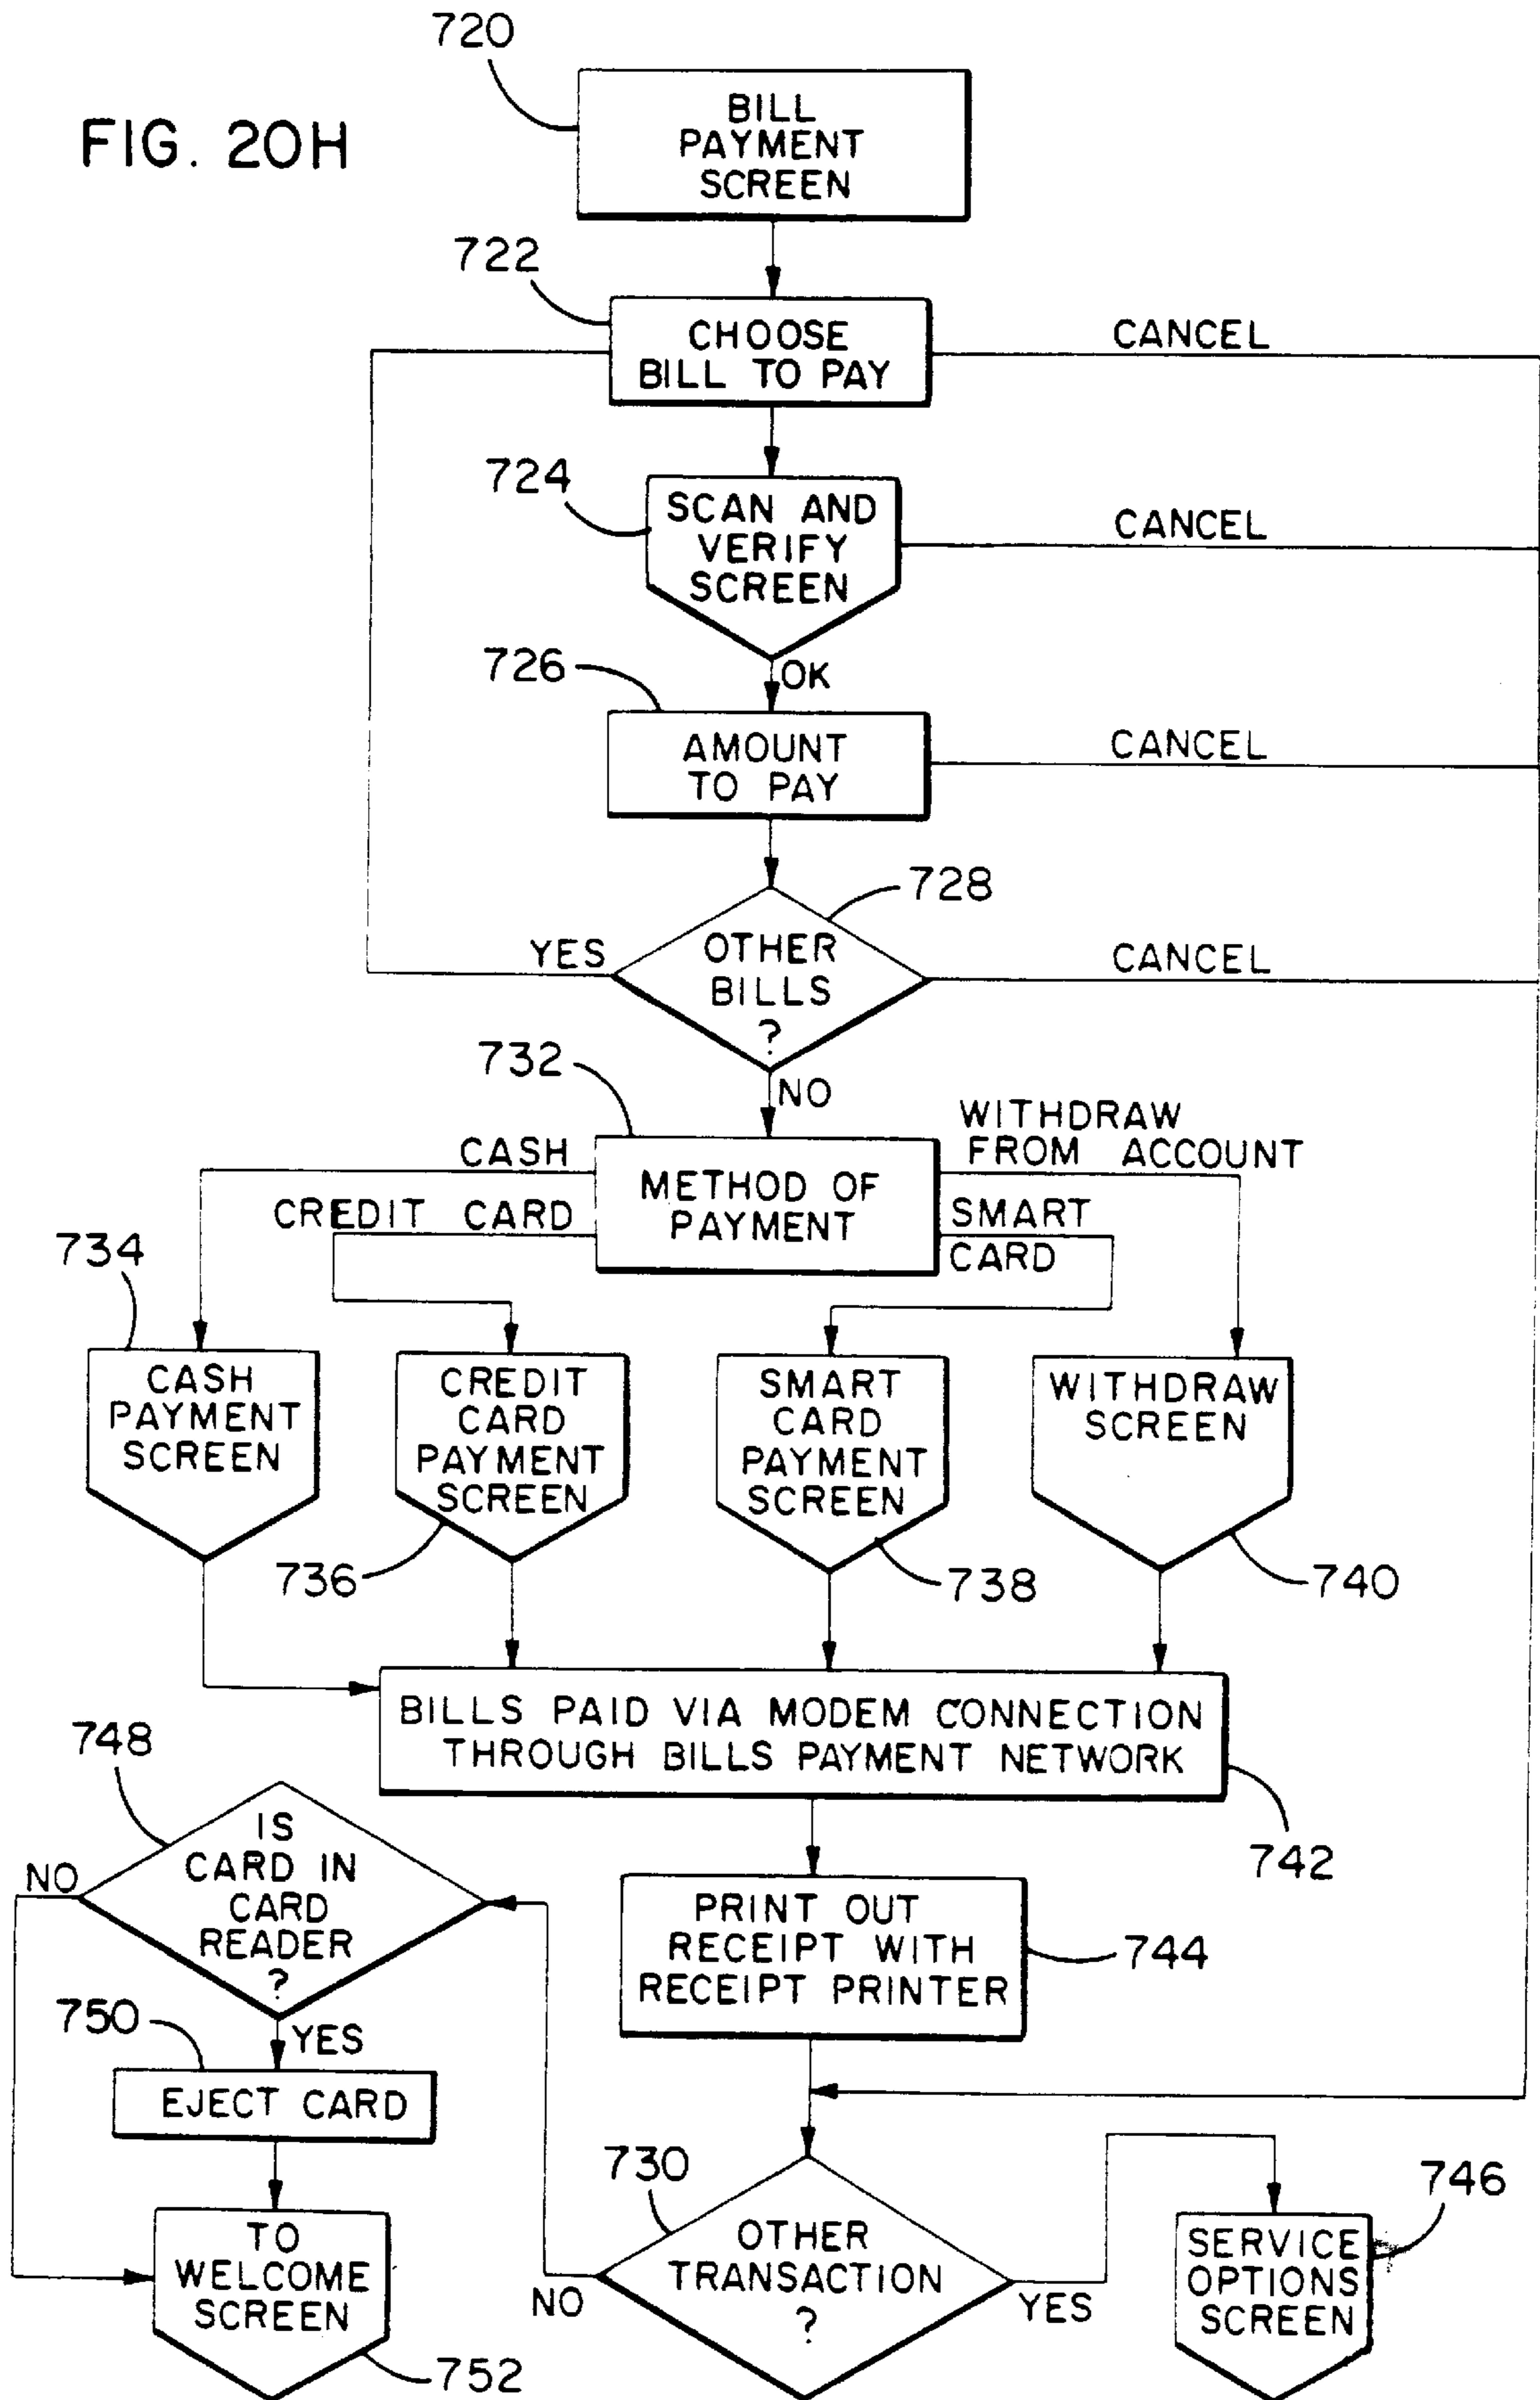 720
FIG. 20H
BILL
PAYMENT
SCREEN
722
CHOOSE
BILL TO PAY
CANCEL
724
SCAN AND
VERIFY
SCREEN
CANCEL
OK
726
AMOUNT
TO PAY
CANCEL
728
YES
OTHER
BILLS
?
CANCEL
732
NO
CASH
WITHDRAW
FROM ACCOUNT
METHOD OF
PAYMENT
CREDIT CARD
SMART
CARD
734
CASH
PAYMENT
SCREEN
CREDIT
CARD
PAYMENT
SCREEN
SMART
CARD
PAYMENT
SCREEN
WITHDRAW
SCREEN
736
738
740
BILLS PAID VIA MODEM CONNECTION
THROUGH BILLS PAYMENT NETWORK
742
748
IS
CARD IN
CARD
READER
?
NO
PRINT OUT
RECEIPT WITH
RECEIPT PRINTER
744
750
YES
EJECT CARD
730
OTHER
TRANSACTION
?
NO
YES
746
SERVICE
OPTIONS
SCREEN
TO
WELCOME
SCREEN
752